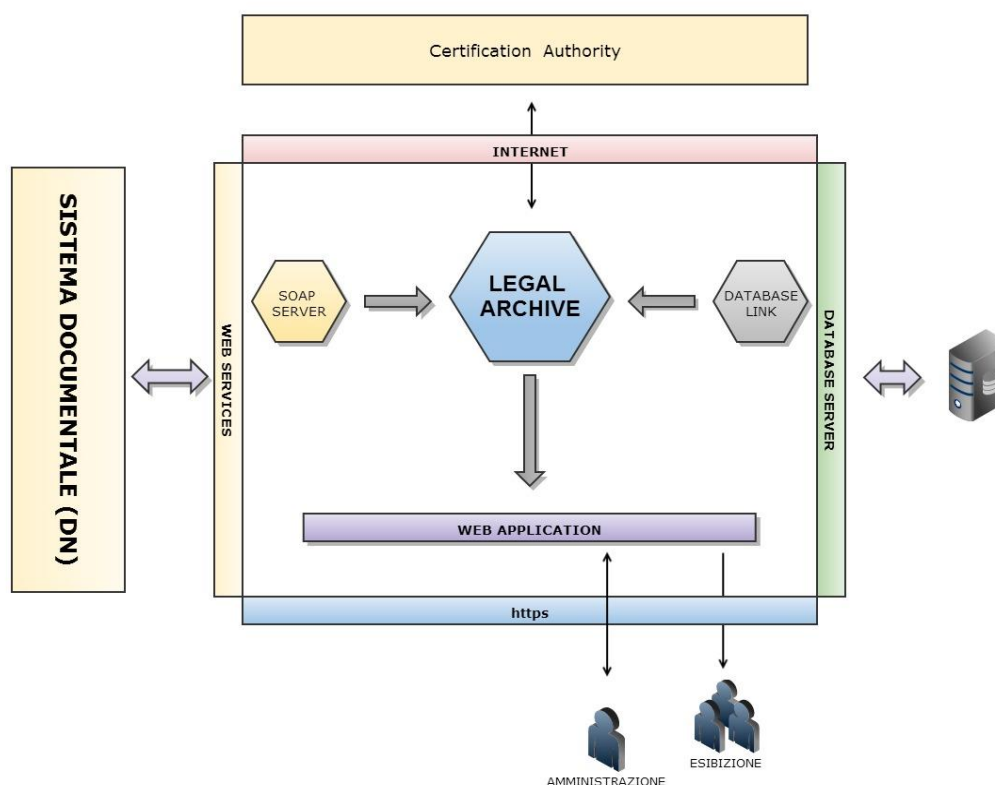 Certification Authority
INTERNET
SISTEMA DOCUMENTALE (DN)
WEB SERVICES
SOAP
SERVER
LEGAL
ARCHIVE
DATABASE
LINK
DATABASE SERVER
WEB APPLICATION
https
AMMINISTRAZIONE
ESIBIZIONE